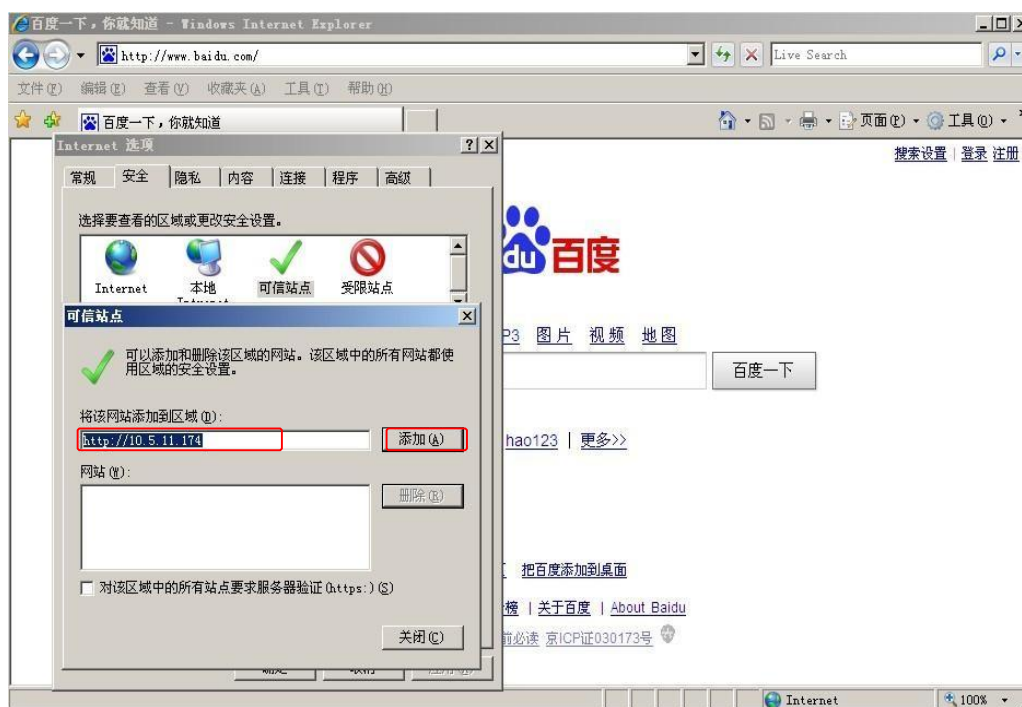 百度一下，你就知道 - Windows Internet Explorer
http://www.baidu.com/
Live Search
文件(F) 编辑(E) 查看(V) 收藏夹(A) 工具(T) 帮助(H)
百度一下，你就知道
页面(P) 工具(O)
Internet 选项
搜索设置 | 登录 注册
常规 安全 隐私 内容 连接 程序 高级
选择要查看的区域或更改安全设置。
du 百度
Internet 本地 可信站点 受限站点
可信站点
P3 图片 视频 地图
可以添加和删除该区域的网站。该区域中的所有网站都使
用区域的安全设置。
百度一下
将该网站添加到区域(D):
http://10.5.11.174 添加(A)
hao123 | 更多>>
网站(W):
删除(R)
把百度添加到桌面
对该区域中的所有站点要求服务器验证(https:)(S)
榜 | 关于百度 | About Baidu
关闭(C)
前必读 京ICP证030173号
Internet 100%